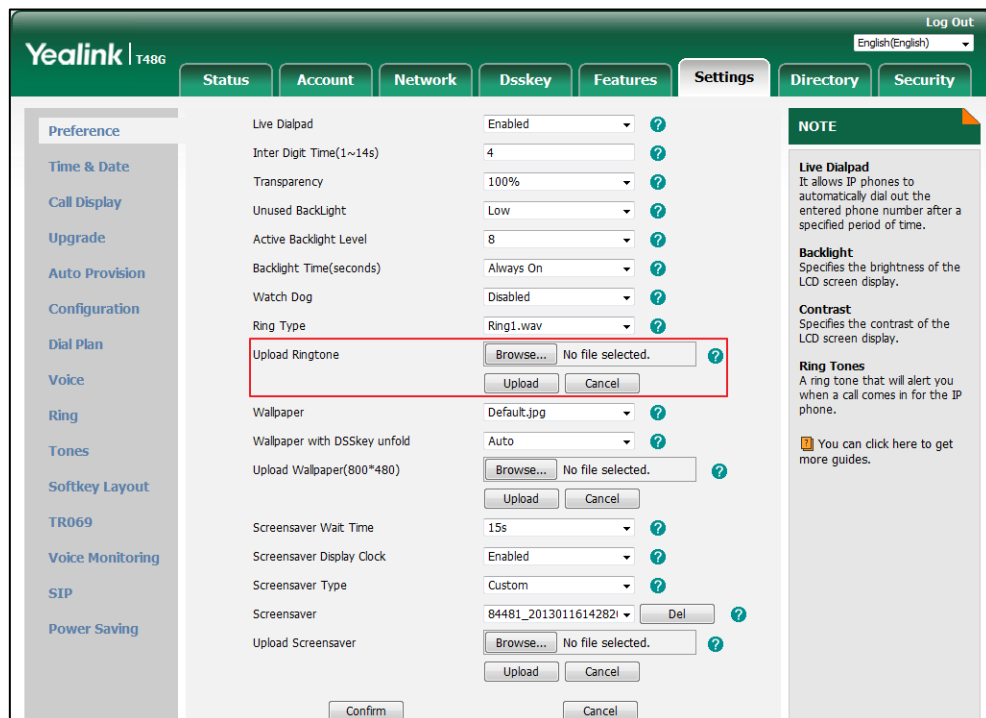 Log Out
English(English)
Yealink T48G
Status Account Network Dsskey Features Settings Directory Security
Preference
Time & Date
Call Display
Upgrade
Auto Provision
Configuration
Dial Plan
Voice
Ring
Tones
Softkey Layout
TR069
Voice Monitoring
SIP
Power Saving
Live Dialpad Enabled ?
Inter Digit Time(1~14s) 4 ?
Transparency 100% ?
Unused BackLight Low ?
Active Backlight Level 8 ?
Backlight Time(seconds) Always On ?
Watch Dog Disabled ?
Ring Type Ring1.wav ?
Upload Ringtone Browse... No file selected. ?
Upload Cancel
Wallpaper Default.jpg ?
Wallpaper with DSSkey unfold Auto ?
Upload Wallpaper(800*480) Browse... No file selected. ?
Upload Cancel
Screensaver Wait Time 15s ?
Screensaver Display Clock Enabled ?
Screensaver Type Custom ?
Screensaver 84481_2013011614282 Del ?
Upload Screensaver Browse... No file selected. ?
Upload Cancel
Confirm Cancel
NOTE
Live Dialpad
It allows IP phones to
automatically dial out the
entered phone number after a
specified period of time.
Backlight
Specifies the brightness of the
LCD screen display.
Contrast
Specifies the contrast of the
LCD screen display.
Ring Tones
A ring tone that will alert you
when a call comes in for the IP
phone.
? You can click here to get
more guides.